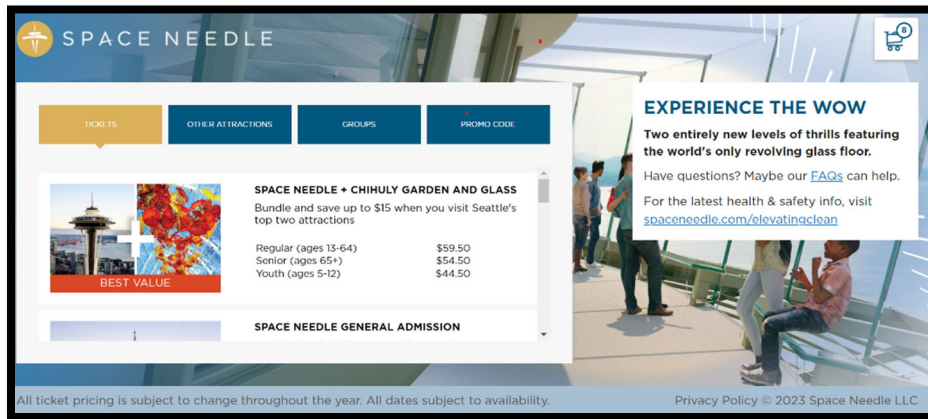 SPACE NEEDLE
8
TICKETS
OTHER ATTRACTIONS
GROUPS
PROMO CODE
SPACE NEEDLE + CHIHULY GARDEN AND GLASS
Bundle and save up to $15 when you visit Seattle's
top two attractions
Regular (ages 13-64) $59.50
Senior (ages 65+) $54.50
Youth (ages 5-12) $44.50
BEST VALUE
SPACE NEEDLE GENERAL ADMISSION
EXPERIENCE THE WOW
Two entirely new levels of thrills featuring
the world's only revolving glass floor.
Have questions? Maybe our FAQs can help.
For the latest health & safety info, visit
spaceneedle.com/elevatingclean
All ticket pricing is subject to change throughout the year. All dates subject to availability.
Privacy Policy © 2023 Space Needle LLC